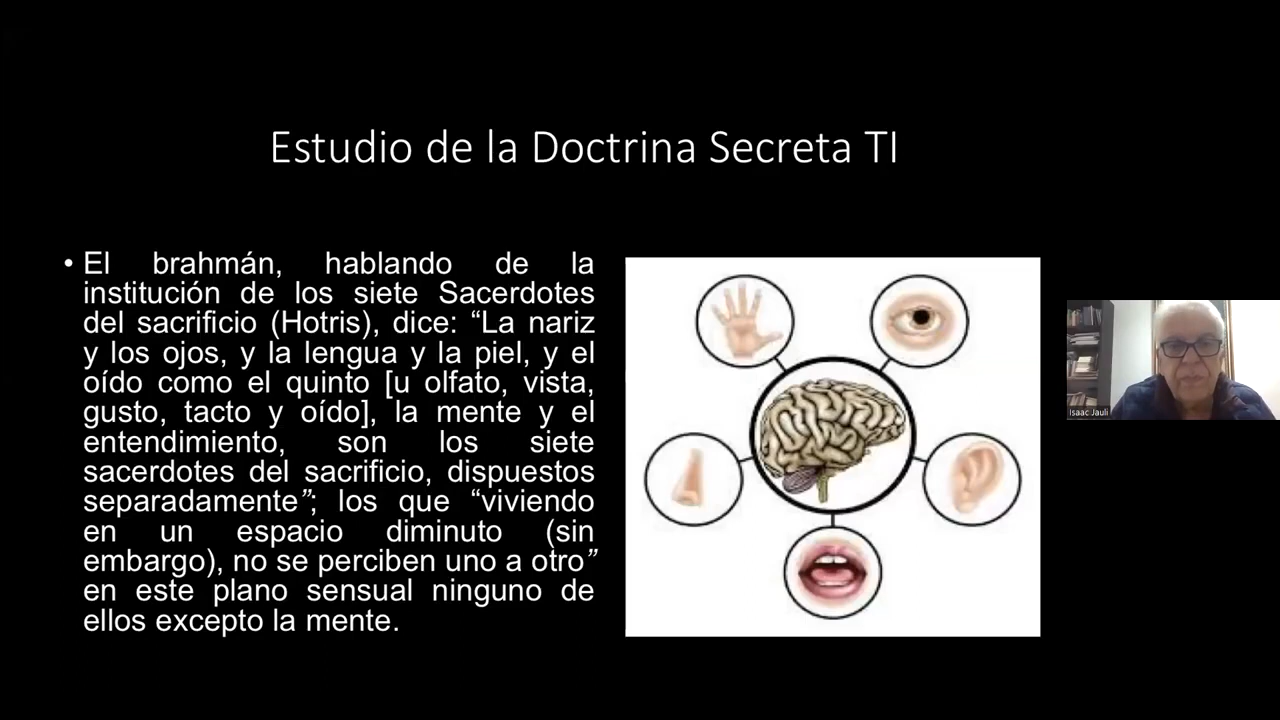 Estudio de la Doctrina Secreta TI
• El brahmán, hablando de la
institución de los siete Sacerdotes
del sacrificio (Hotris), dice: “La nariz
y los ojos, y la lengua y la piel, y el
oído como el quinto [u olfato, vista,
gusto, tacto y oído], la mente y el
entendimiento, son los siete
sacerdotes del sacrificio, dispuestos
separadamente”; los que “viviendo
en un espacio diminuto (sin
embargo), no se perciben uno a otro”
en este plano sensual ninguno de
ellos excepto la mente.
Isaac Jauli